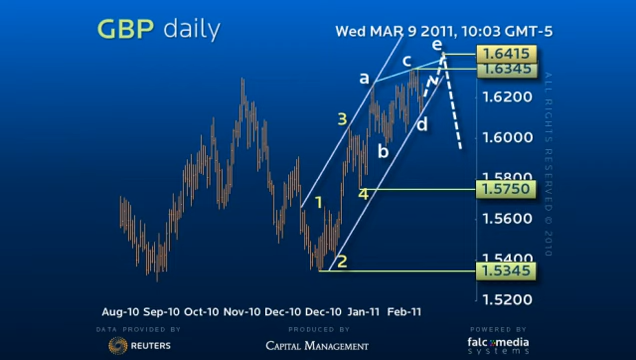 GBP daily
Wed MAR 9 2011, 10:03 GMT-5
e
1.6415
c
1.6345
a
1.6200
3
d
1.6000
b
1.5800
1.5750
4
1
1.5600
2
1.5400
1.5345
1.5200
Aug-10 Sep-10 Oct-10 Nov-10 Dec-10 Dec-10 Jan-11 Feb-11
ALL RIGHTS RESERVED © 2010
DATA PROVIDED BY
REUTERS
PRODUCED BY
CAPITAL MANAGEMENT
POWERED BY
falc media
systems